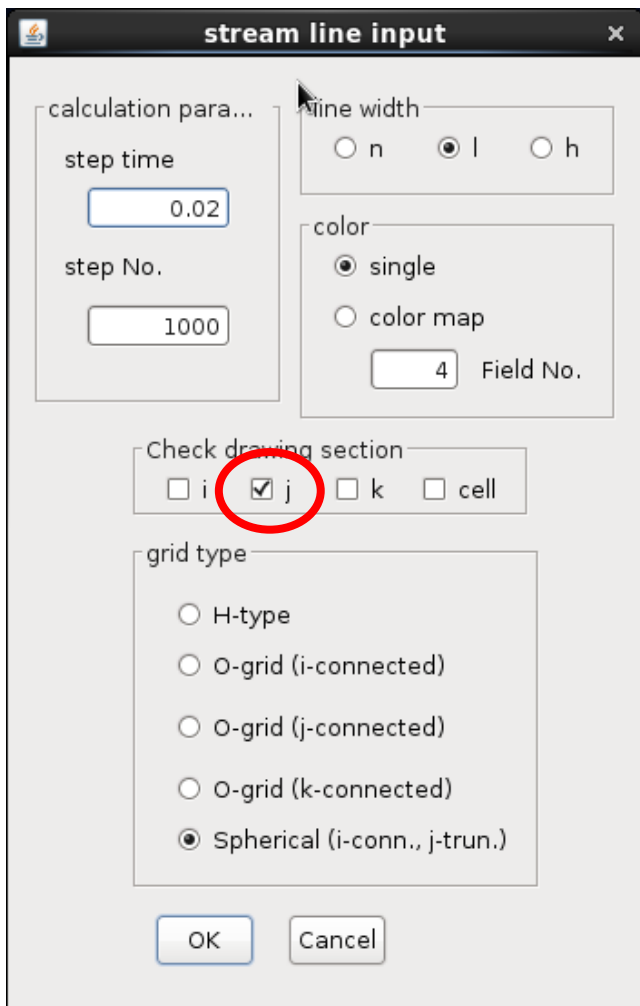 stream line input
calculation para...
step time
0.02
step No.
1000
line width
n l h
color
single
color map
4 Field No.
Check drawing section
i j k cell
grid type
H-type
O-grid (i-connected)
O-grid (j-connected)
O-grid (k-connected)
Spherical (i-conn., j-trun.)
OK Cancel